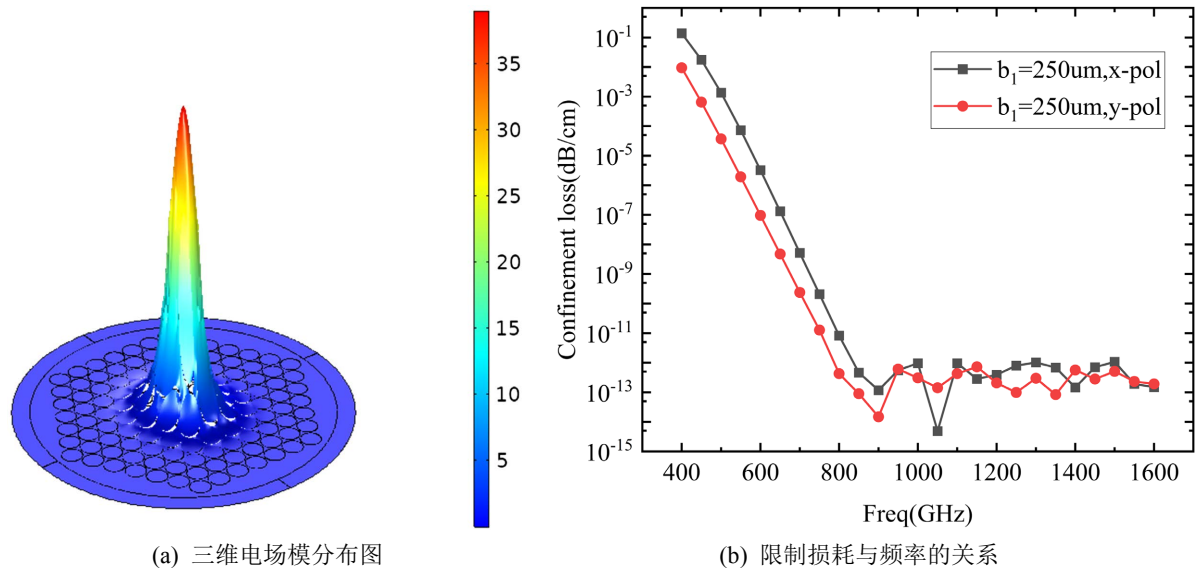 35
30
25
20
15
10
5
10⁻¹
10⁻³
10⁻⁵
10⁻⁷
10⁻⁹
10⁻¹¹
10⁻¹³
10⁻¹⁵
Confinement loss(dB/cm)
b₁=250um,x-pol
b₁=250um,y-pol
400 600 800 1000 1200 1400 1600
Freq(GHz)
(a) 三维电场模分布图
(b) 限制损耗与频率的关系